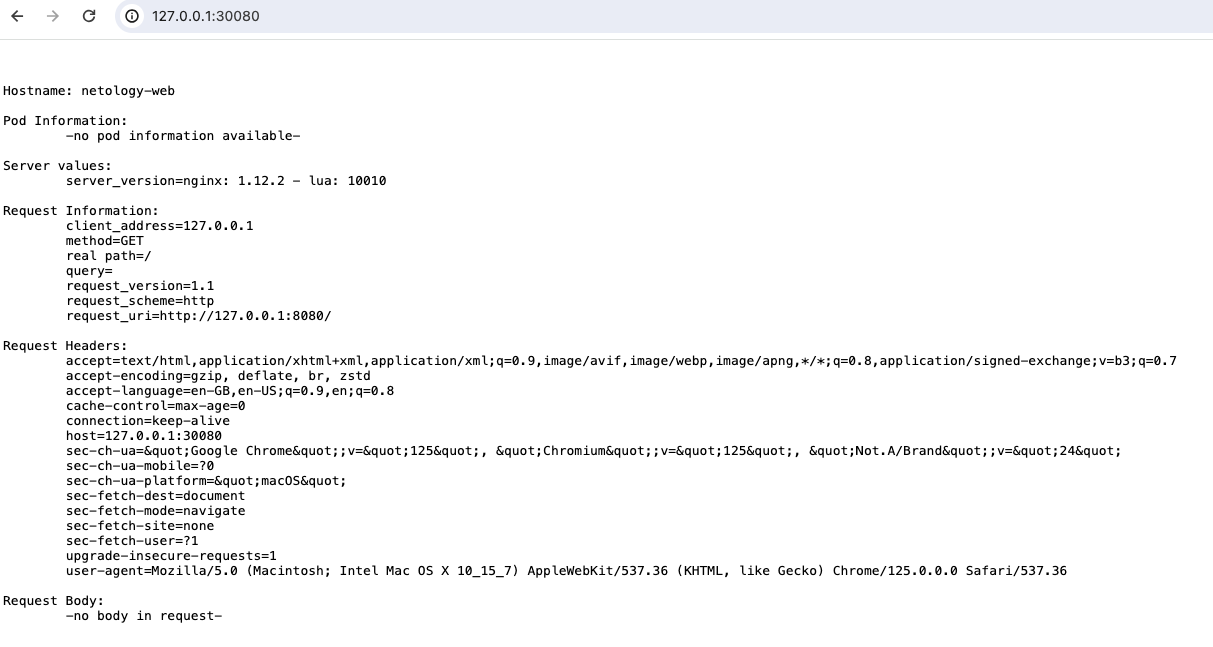 127.0.0.1:30080
Hostname: netology-web
Pod Information:
-no pod information available-
Server values:
server_version=nginx: 1.12.2 - lua: 10010
Request Information:
client_address=127.0.0.1
method=GET
real path=/
query=
request_version=1.1
request_scheme=http
request_uri=http://127.0.0.1:8080/
Request Headers:
accept=text/html,application/xhtml+xml,application/xml;q=0.9,image/avif,image/webp,image/apng,*/*;q=0.8,application/signed-exchange;v=b3;q=0.7
accept-encoding=gzip, deflate, br, zstd
accept-language=en-GB,en-US;q=0.9,en;q=0.8
cache-control=max-age=0
connection=keep-alive
host=127.0.0.1:30080
sec-ch-ua=&quot;Google Chrome&quot;;v=&quot;125&quot;, &quot;Chromium&quot;;v=&quot;125&quot;, &quot;Not.A/Brand&quot;;v=&quot;24&quot;
sec-ch-ua-mobile=?0
sec-ch-ua-platform=&quot;macOS&quot;
sec-fetch-dest=document
sec-fetch-mode=navigate
sec-fetch-site=none
sec-fetch-user=?1
upgrade-insecure-requests=1
user-agent=Mozilla/5.0 (Macintosh; Intel Mac OS X 10_15_7) AppleWebKit/537.36 (KHTML, like Gecko) Chrome/125.0.0.0 Safari/537.36
Request Body:
-no body in request-